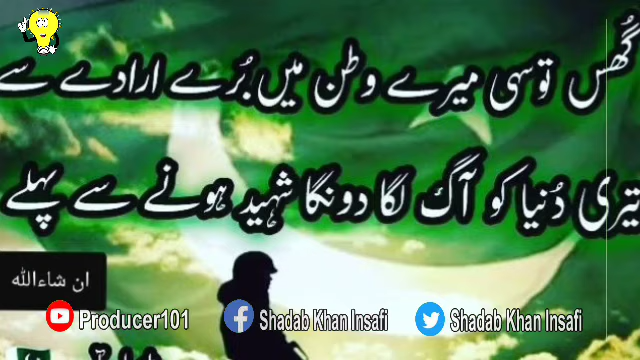 گُھس تو سہی میرے وطن میں بُرے ارادے سے
تیری دُنیا کو آگ لگا دونگا شہید ہونے سے پہلے
ان شاءاللہ
Producer101 Shadab Khan Insafi Shadab Khan Insafi